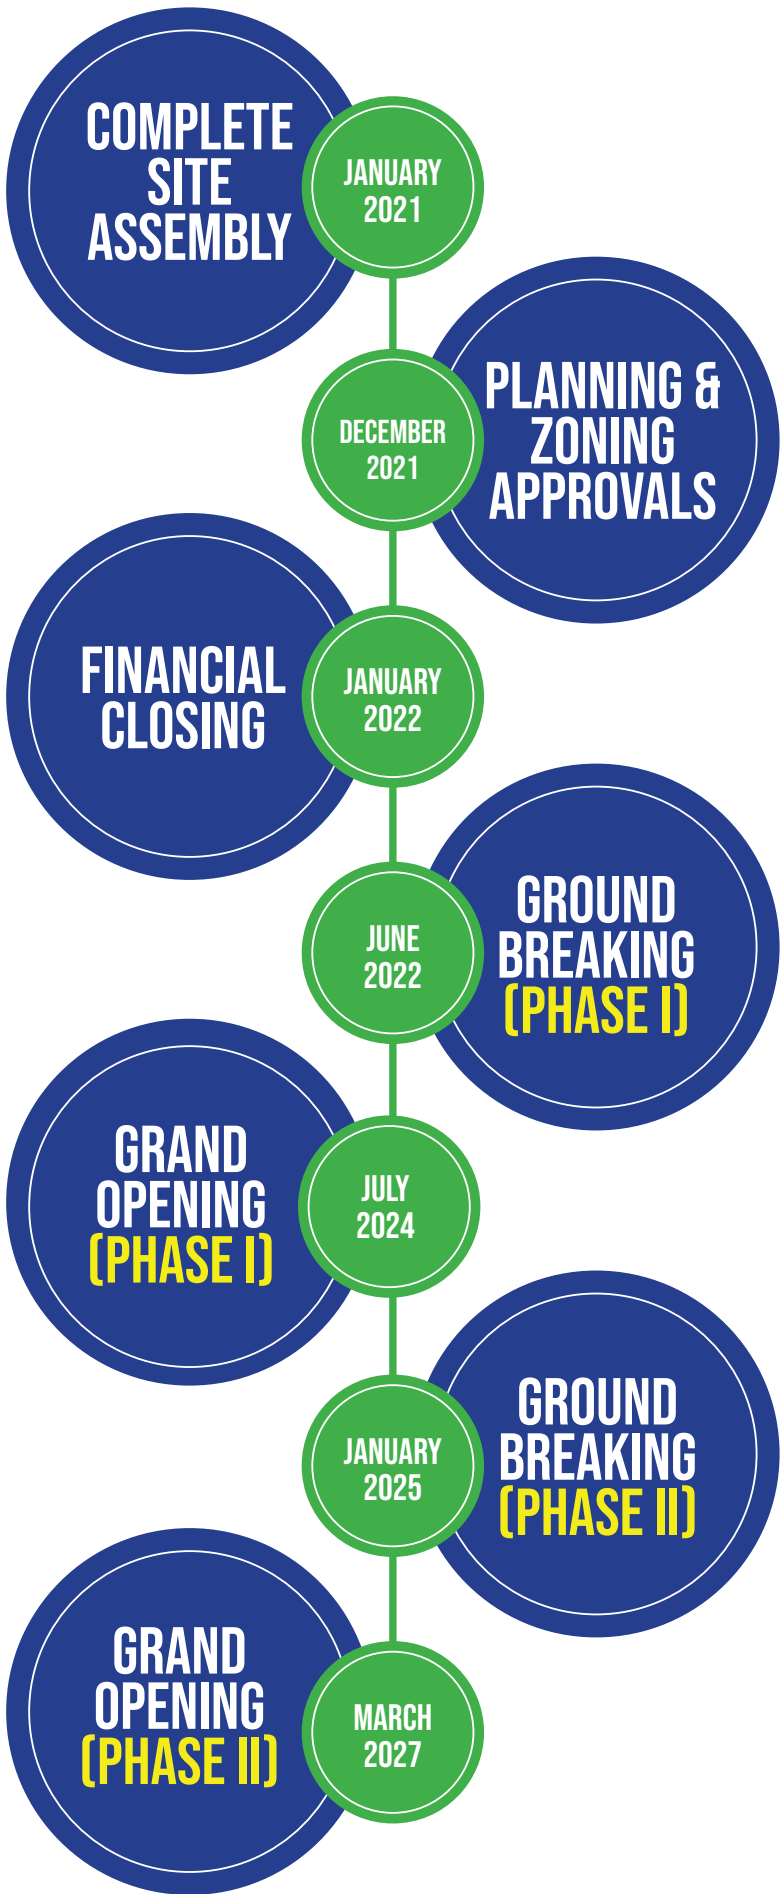 COMPLETE
SITE
ASSEMBLY
JANUARY
2021
PLANNING &
ZONING
APPROVALS
DECEMBER
2021
FINANCIAL
CLOSING
JANUARY
2022
GROUND
BREAKING
(PHASE I)
JUNE
2022
GRAND
OPENING
(PHASE I)
JULY
2024
GROUND
BREAKING
(PHASE II)
JANUARY
2025
GRAND
OPENING
(PHASE II)
MARCH
2027